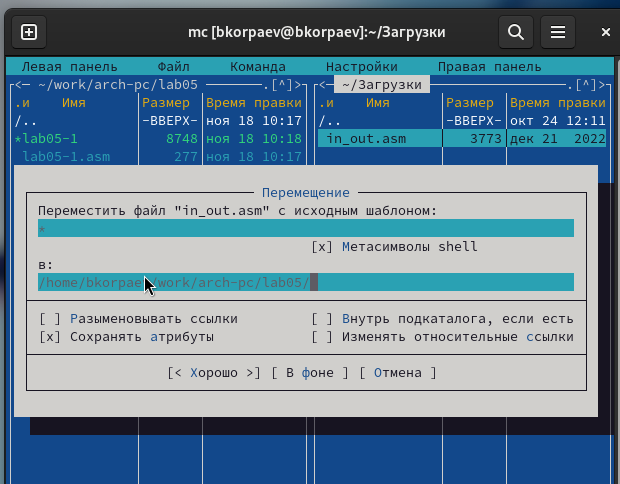 mc [bkorpaev@bkorpaev]:~/Загрузки
Левая панель Файл Команда Настройки Правая панель
<─ ~/work/arch-pc/lab05 .[^]> <─ ~/Загрузки .[^]>
.и Имя Размер Время правки .и Имя Размер Время правки
/.. -ВВЕРХ- ноя 18 10:17 /.. -ВВЕРХ- окт 24 12:11
*lab05-1 8748 ноя 18 10:18 in_out.asm 3773 дек 21 2022
lab05-1.asm 277 ноя 18 10:17
Перемещение
Переместить файл "in_out.asm" с исходным шаблоном:
*
[x] Метасимволы shell
в:
/home/bkorpaev/work/arch-pc/lab05/
[ ] Разыменовывать ссылки [ ] Внутрь подкаталога, если есть
[x] Сохранять атрибуты [ ] Изменять относительные ссылки
[< Хорошо >] [ В фоне ] [ Отмена ]